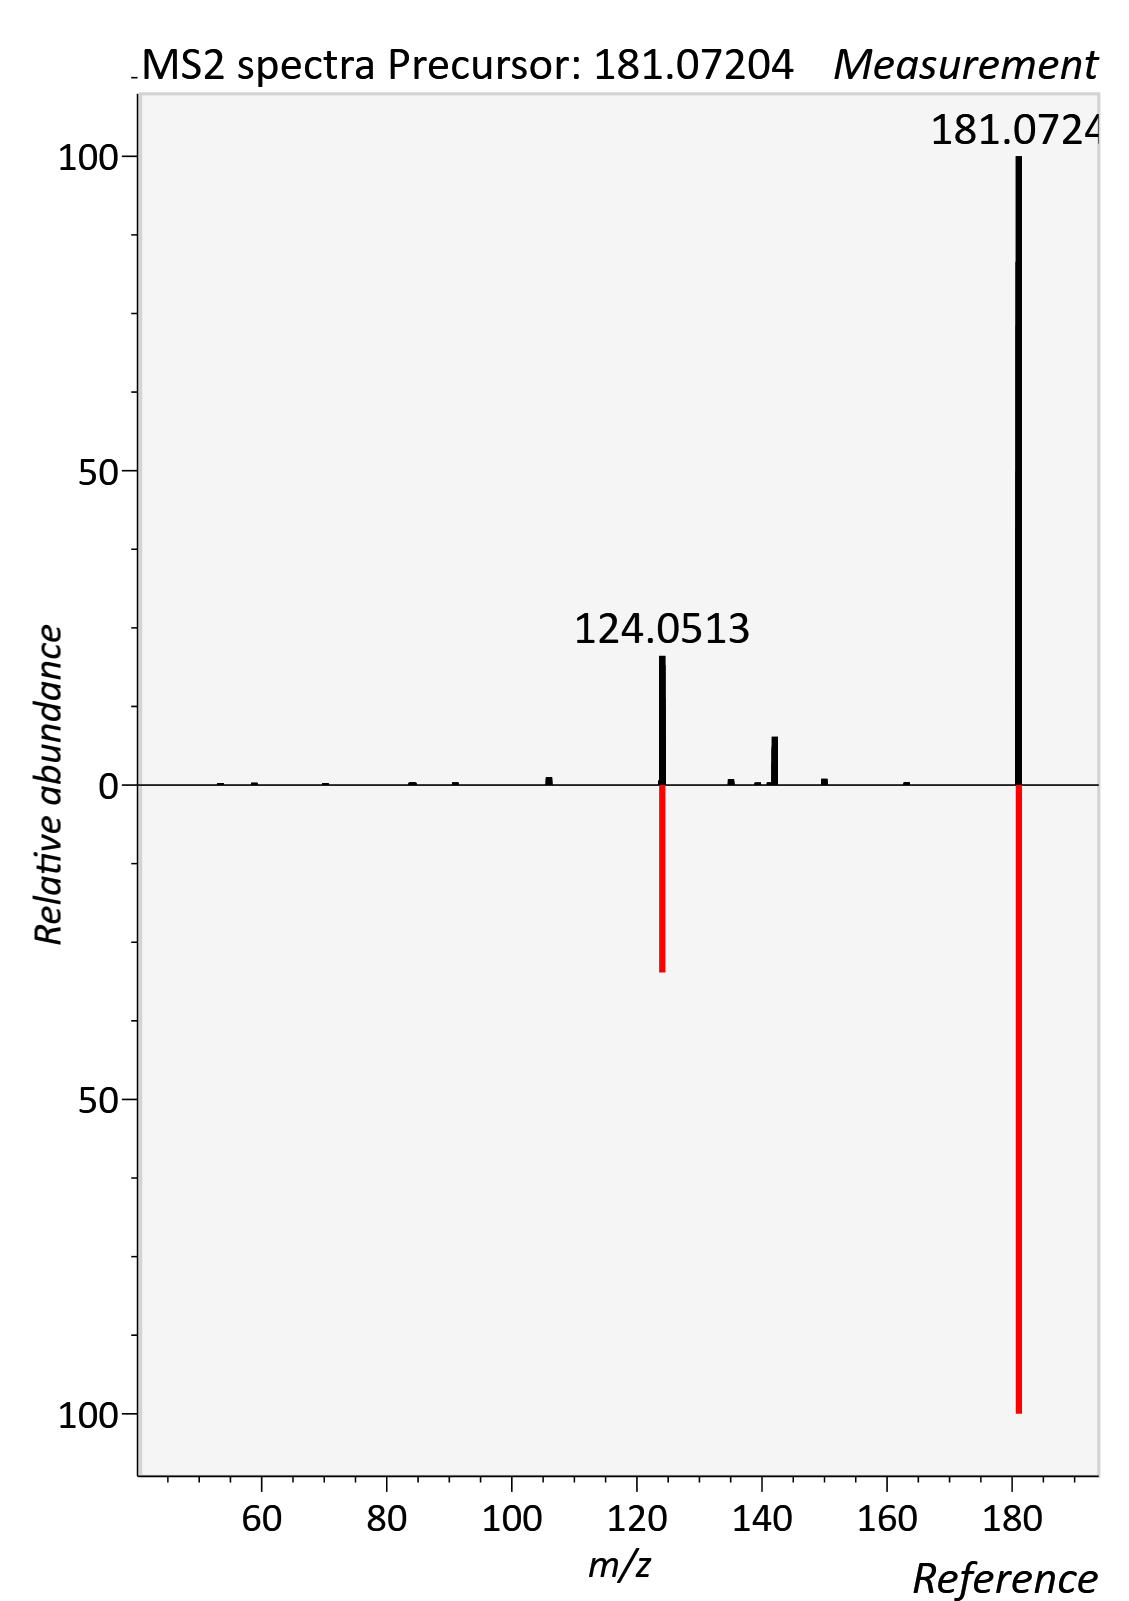 MS2 spectra Precursor: 181.07204 Measurement
181.0724
100
50
124.0513
0
50
100
Relative abundance
60 80 100 120 140 160 180
m/z
Reference